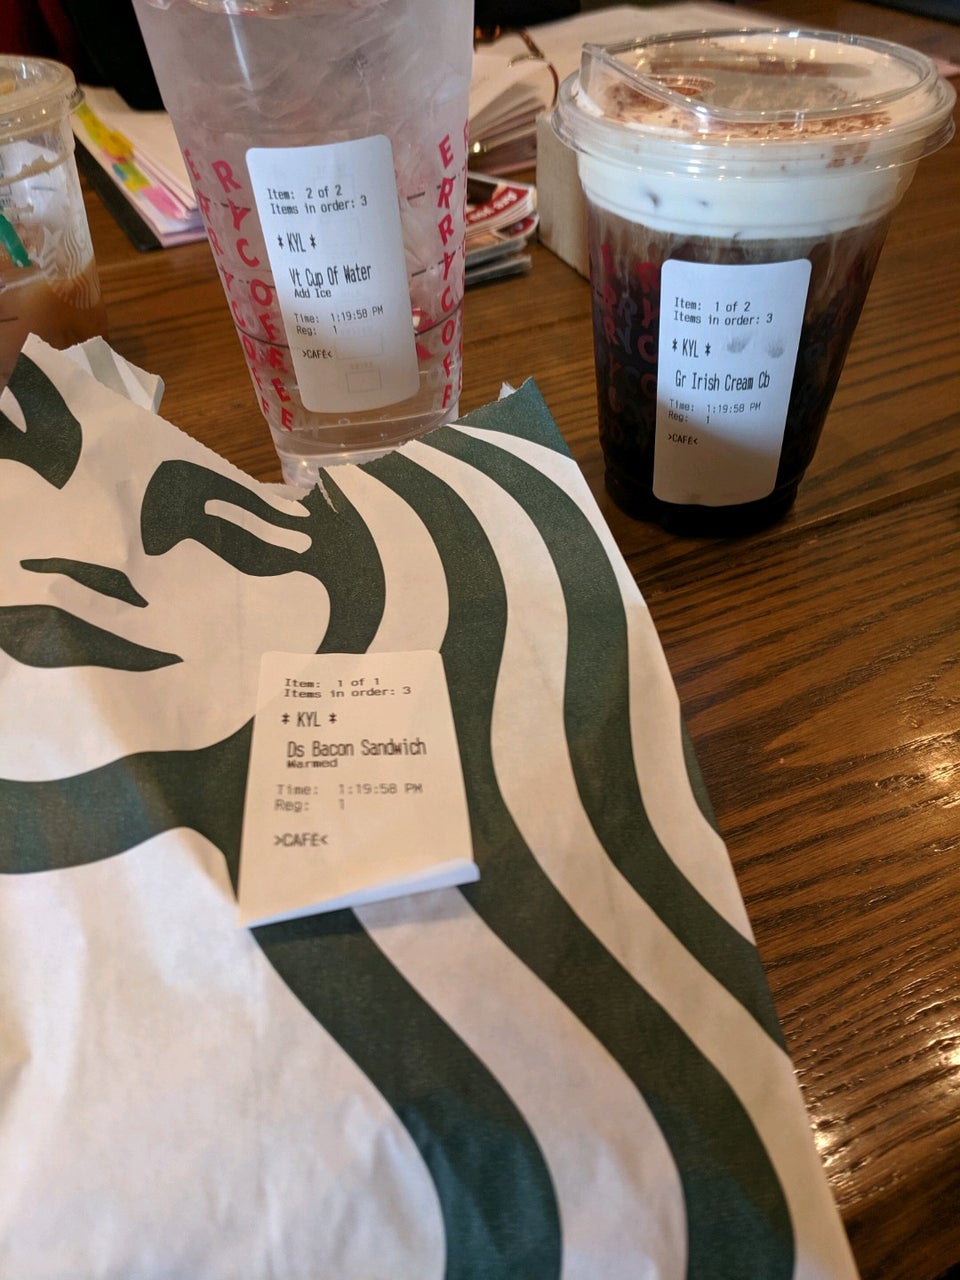 Item: 2 of 2
Items in order: 3
* KYL *
Vt Cup Of Water
Add Ice
Time: 1:19:58 PM
Reg: 1
>CAFÉ<
Item: 1 of 2
Items in order: 3
* KYL *
Gr Irish Cream Cb
Time: 1:19:58 PM
Reg: 1
>CAFÉ<
Item: 1 of 1
Items in order: 3
* KYL *
Ds Bacon Sandwich
Warmed
Time: 1:19:58 PM
Reg: 1
>CAFÉ<